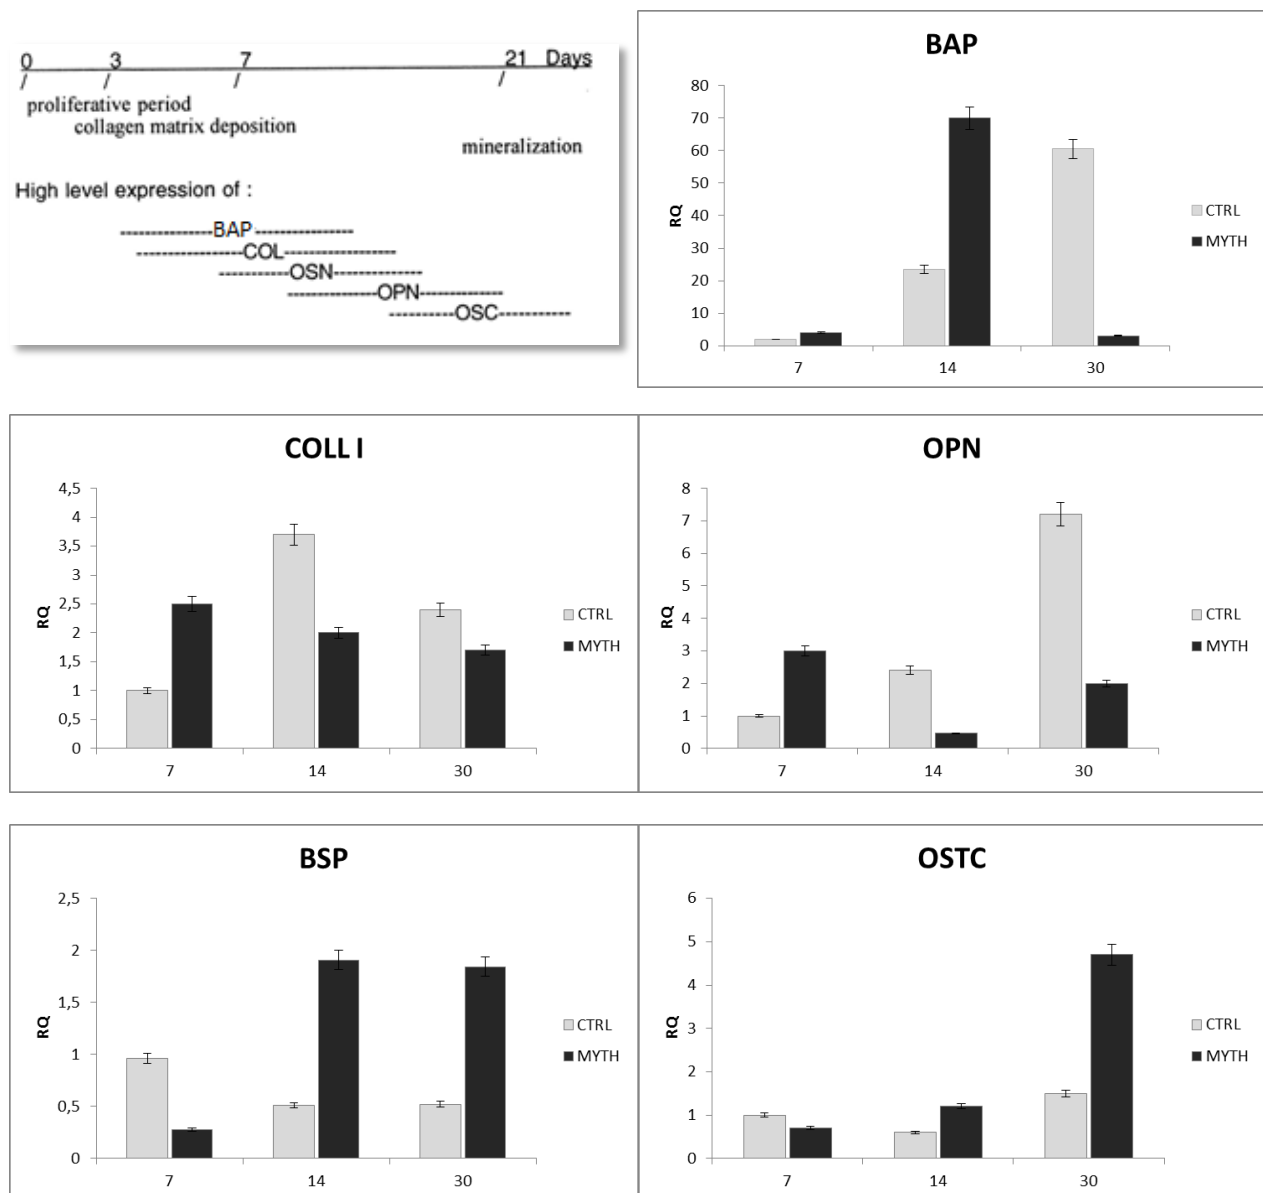 0 3 7 21 Days
proliferative period
collagen matrix deposition
mineralization
High level expression of :
BAP
COL
OSN
OPN
OSC
BAP
80
70
60
50
40
30
20
10
0
RQ
7 14 30
CTRL
MYTH
COLL I
4,5
4
3,5
3
2,5
2
1,5
1
0,5
0
RQ
7 14 30
CTRL
MYTH
OPN
8
7
6
5
4
3
2
1
0
RQ
7 14 30
CTRL
MYTH
BSP
2,5
2
1,5
1
0,5
0
RQ
7 14 30
CTRL
MYTH
OSTC
6
5
4
3
2
1
0
RQ
7 14 30
CTRL
MYTH